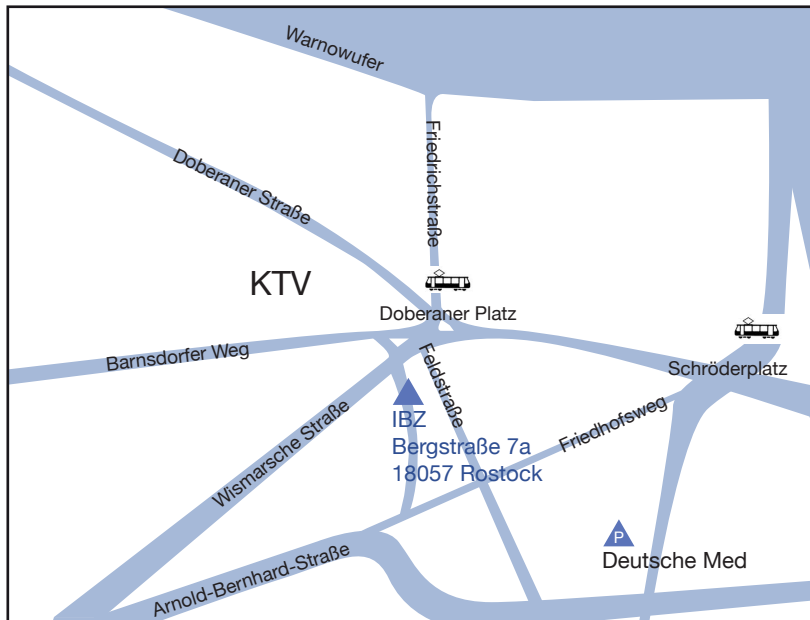 Warnowufer
Doberaner Straße
Friedrichstraße
KTV
Doberaner Platz
Barnsdorfer Weg
Feldstraße
Schröderplatz
Wismarsche Straße
IBZ
Bergstraße 7a
18057 Rostock
Friedhofsweg
P
Deutsche Med
Arnold-Bernhard-Straße